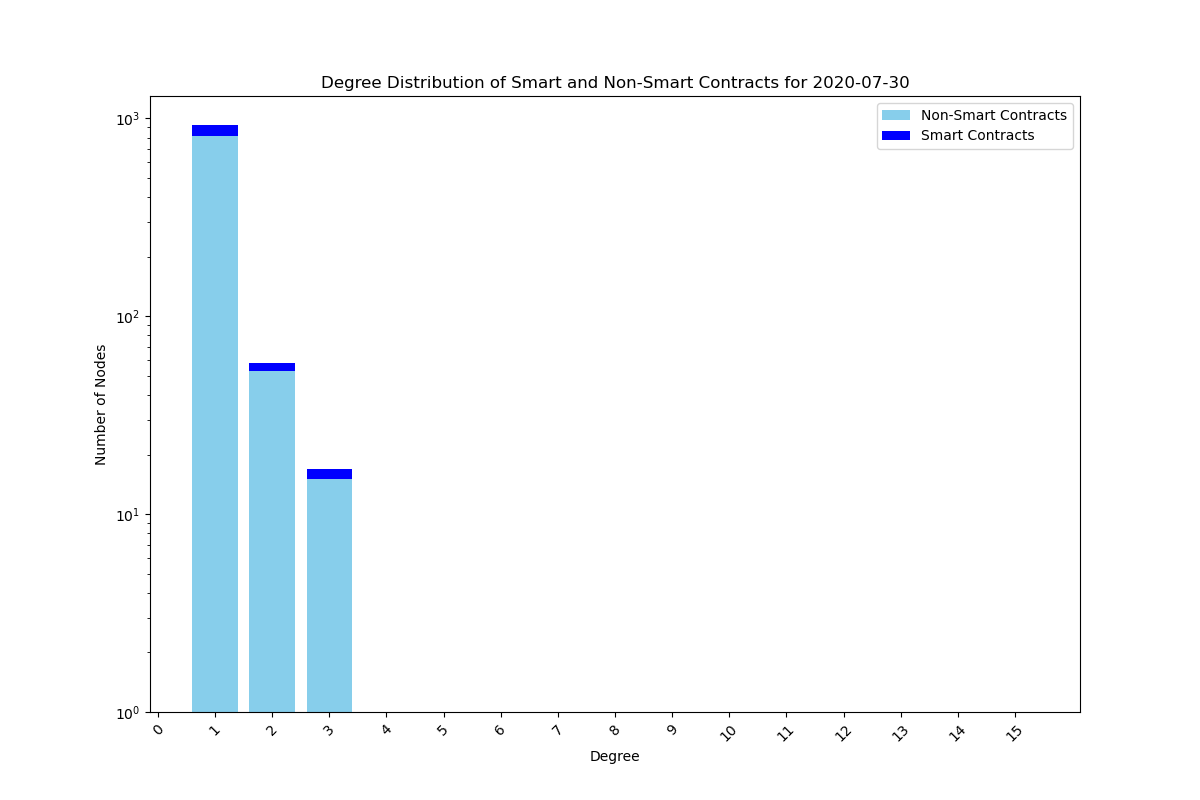 Degree Distribution of Smart and Non-Smart Contracts for 2020-07-30
Non-Smart Contracts
Smart Contracts
Number of Nodes
10³
10²
10¹
10⁰
0 1 2 3 4 5 6 7 8 9 10 11 12 13 14 15
Degree